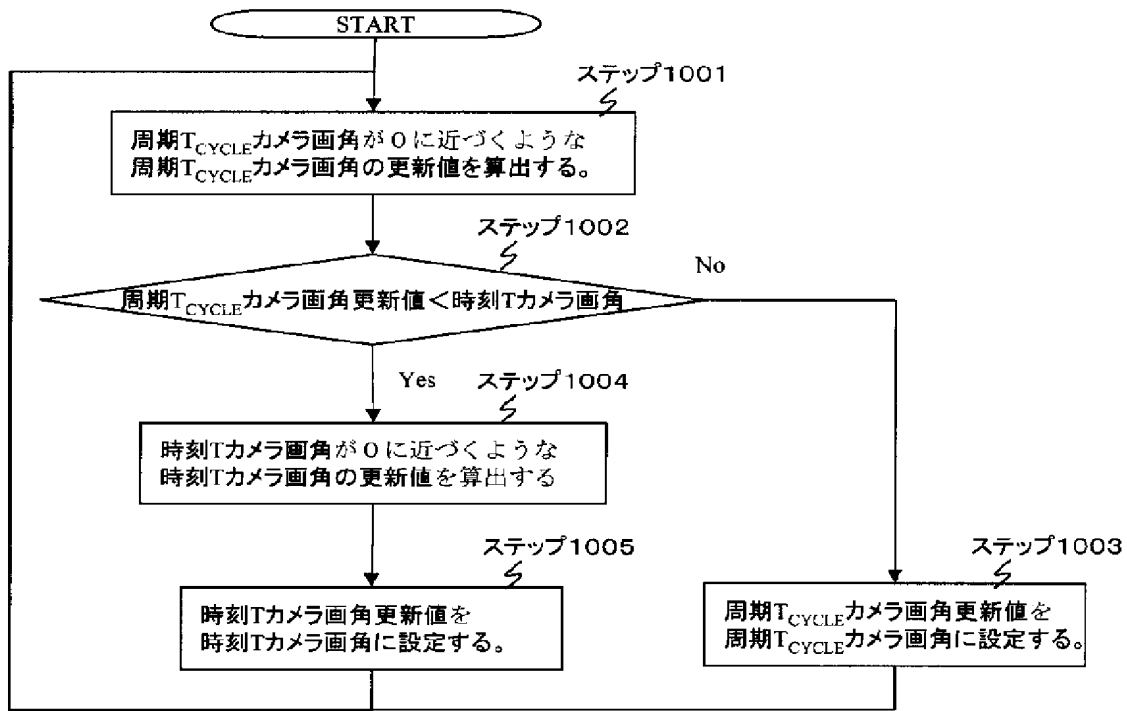 START
ステップ1001
周期T_CYCLEカメラ画角が0に近づくような
周期T_CYCLEカメラ画角の更新値を算出する。
ステップ1002
No
周期T_CYCLEカメラ画角更新値<時刻Tカメラ画角
Yes
ステップ1004
時刻Tカメラ画角が0に近づくような
時刻Tカメラ画角の更新値を算出する
ステップ1005
時刻Tカメラ画角更新値を
時刻Tカメラ画角に設定する。
ステップ1003
周期T_CYCLEカメラ画角更新値を
周期T_CYCLEカメラ画角に設定する。